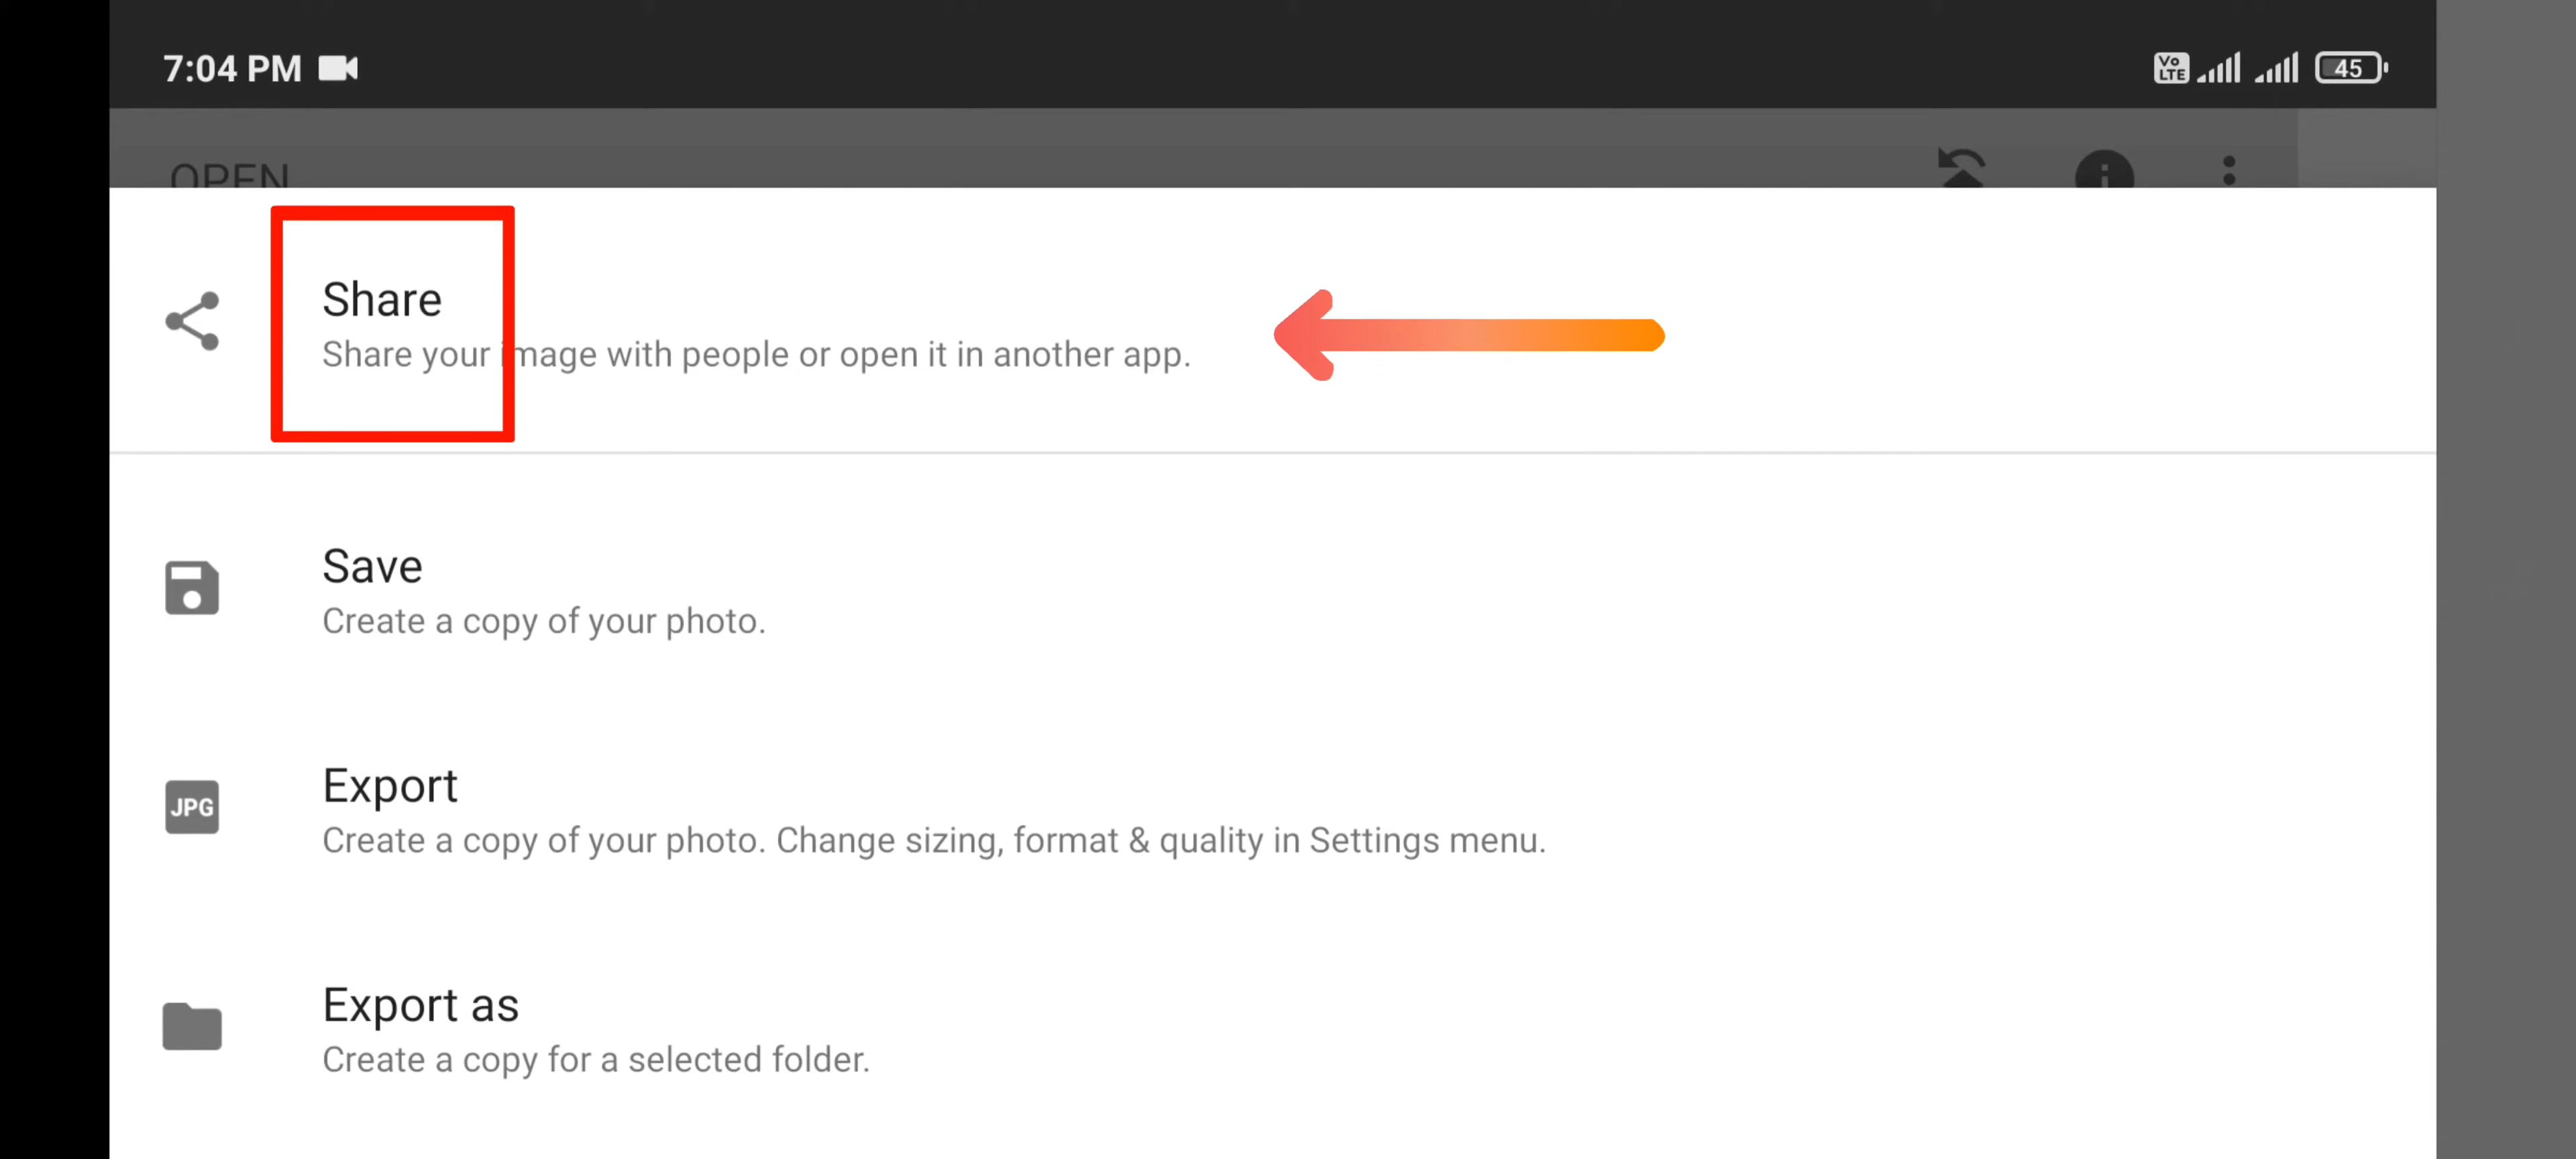 7:04 PM
Vo LTE
45
OPEN
Share
Share your image with people or open it in another app.
Save
Create a copy of your photo.
JPG
Export
Create a copy of your photo. Change sizing, format & quality in Settings menu.
Export as
Create a copy for a selected folder.